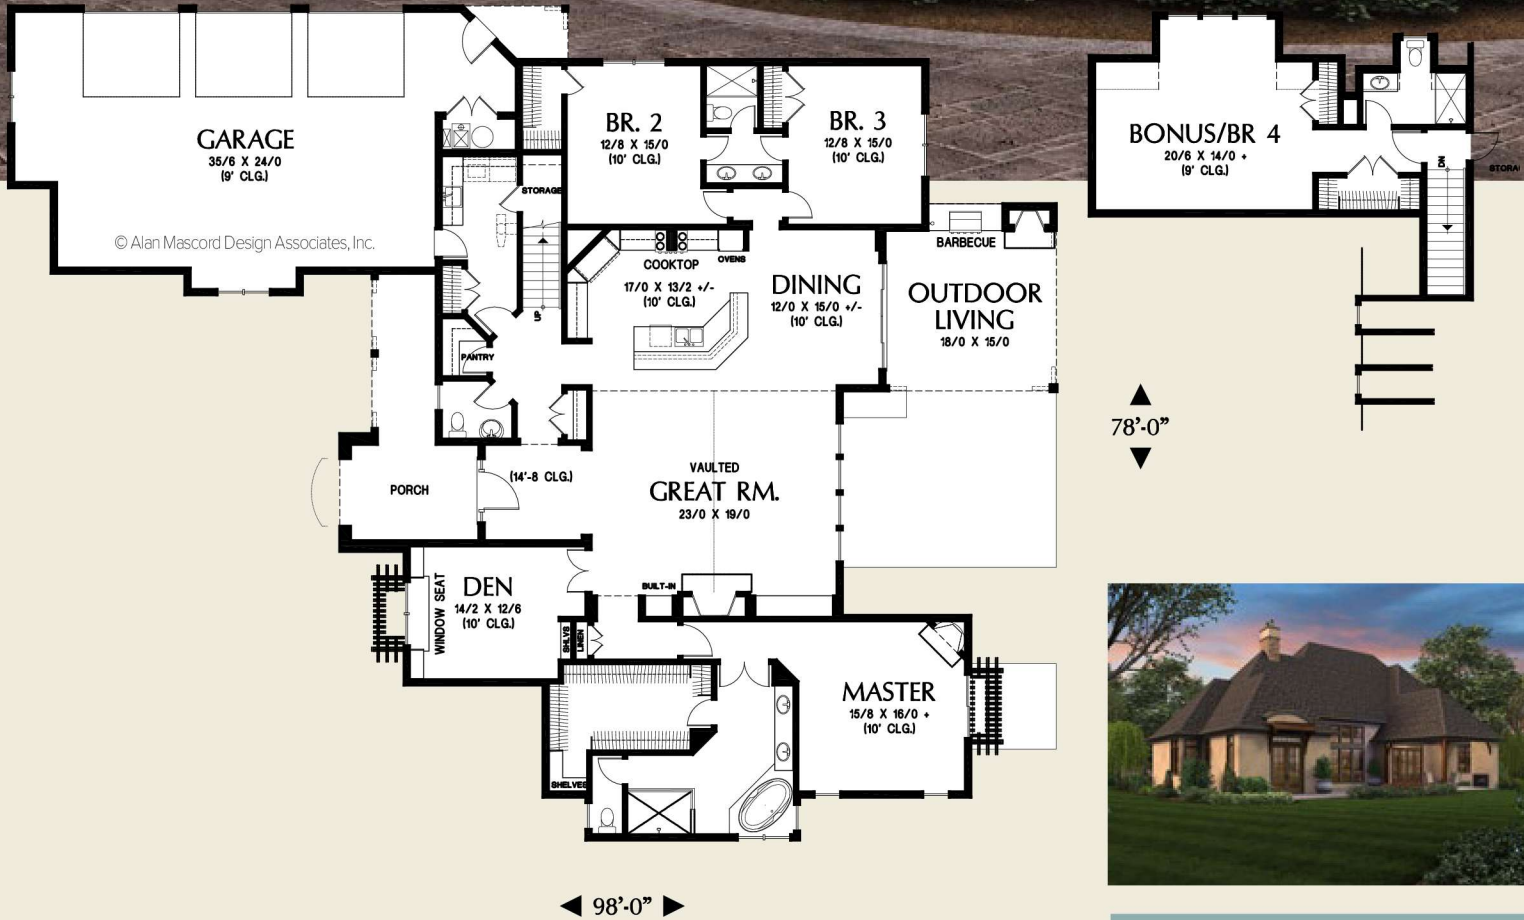 GARAGE
35/6 X 24/0
(9' CLG.)
© Alan Mascord Design Associates, Inc.
BR. 2
12/8 X 15/0
(10' CLG.)
BR. 3
12/8 X 15/0
(10' CLG.)
BONUS/BR 4
20/6 X 14/0 +
(9' CLG.)
DN
STORA
STORAGE
UP
COOKTOP
OVENS
17/0 X 13/2 +/-
(10' CLG.)
DINING
12/0 X 15/0 +/-
(10' CLG.)
BARBECUE
OUTDOOR
LIVING
18/0 X 15/0
PANTRY
78'-0"
PORCH
(14'-8 CLG.)
VAULTED
GREAT RM.
23/0 X 19/0
BUILT-IN
WINDOW SEAT
DEN
14/2 X 12/6
(10' CLG.)
SHLVS
LINEN
MASTER
15/8 X 16/0 +
(10' CLG.)
SHELVES
98'-0"